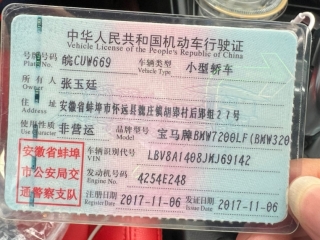 中华人民共和国机动车行驶证
Vehicle License of the People's Republic of China
号牌号码 皖CUW669 车辆类型 小型轿车
Plate No. Vehicle Type
所有人 张玉廷
Owner
住址 安徽省蚌埠市怀远县魏庄镇胡郢村后郢组27号
Address
使用性质 非营运 品牌型号 宝马牌BMW7200LF(BMW320
Use Character Model
安徽省蚌埠 车辆识别代号 LBV8A1408JMJ69142
VIN
市公安局交 发动机号码 4254E248
Engine No.
通警察支队 注册日期 2017-11-06 发证日期 2017-11-06
Register Date Issue Date